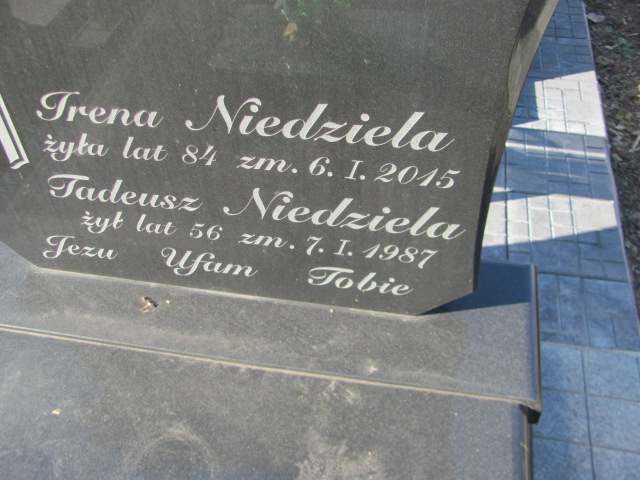 Irena Niedziela
żyła lat 84 zm. 6. I. 2015
Tadeusz Niedziela
żył lat 56 zm. 7. I. 1987
Jezu Ufam Tobie